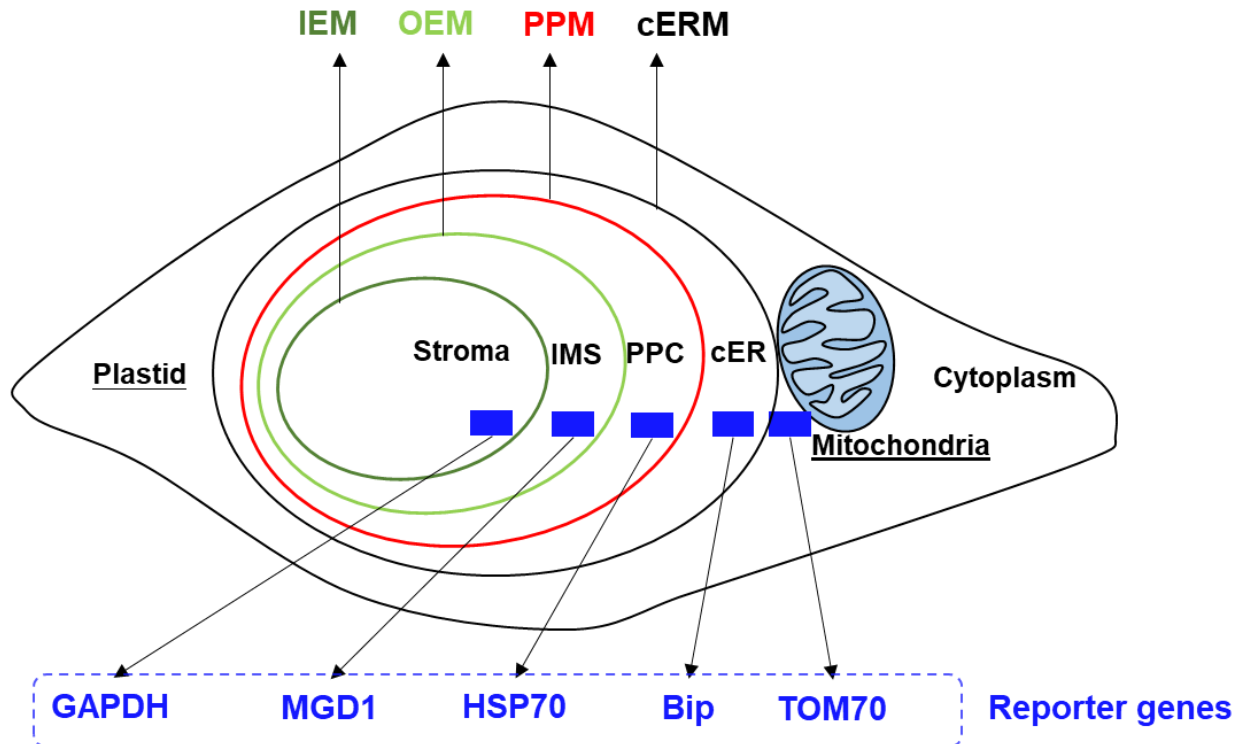 IEM OEM PPM cERM
Stroma IMS PPC cER
Plastid
Cytoplasm
Mitochondria
GAPDH MGD1 HSP70 Bip TOM70 Reporter genes